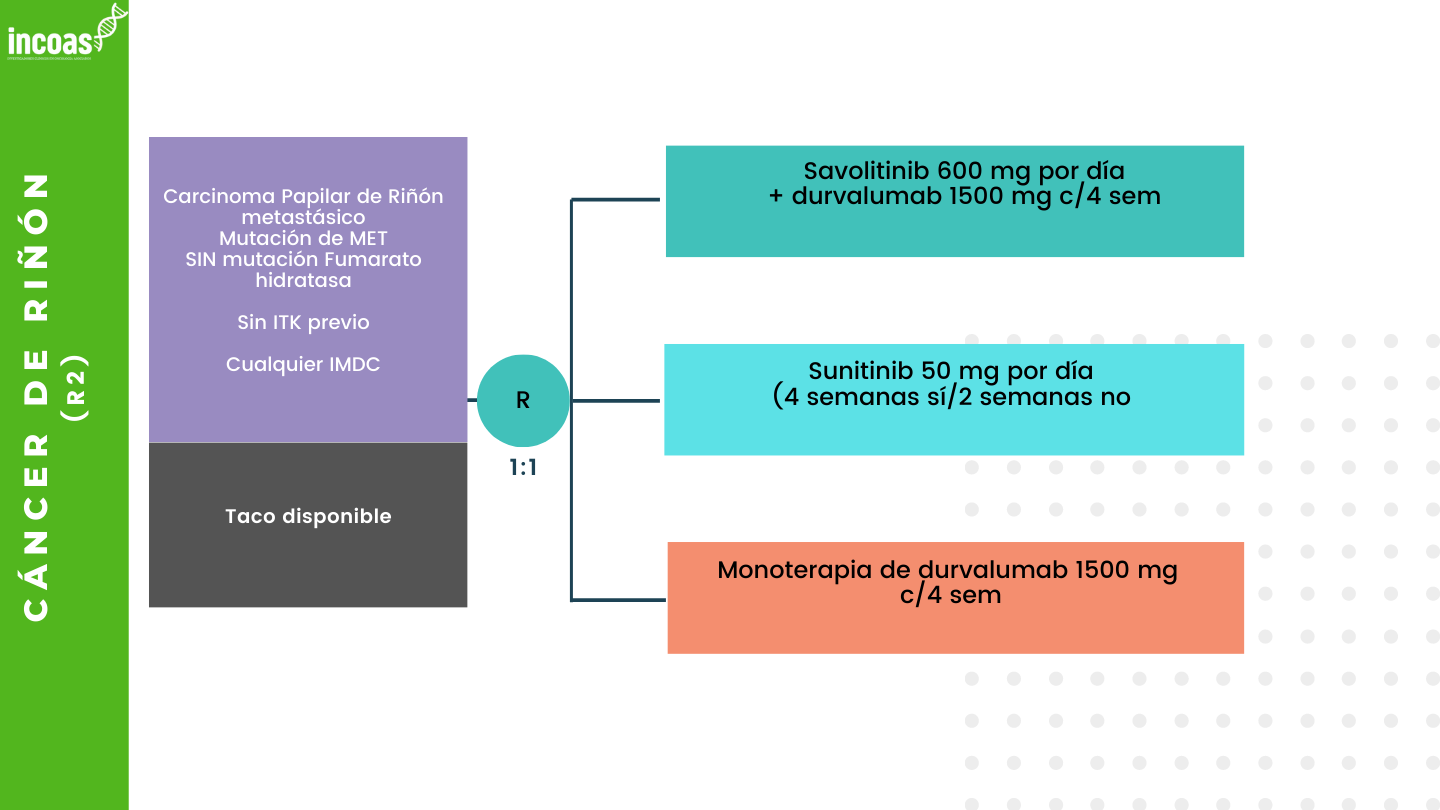 incoas
CÁNCER DE RIÑÓN
(R2)
Carcinoma Papilar de Riñón
metastásico
Mutación de MET
SIN mutación Fumarato
hidratasa
Sin ITK previo
Cualquier IMDC
Taco disponible
R
1:1
Savolitinib 600 mg por día
+ durvalumab 1500 mg c/4 sem
Sunitinib 50 mg por día
(4 semanas sí/2 semanas no
Monoterapia de durvalumab 1500 mg
c/4 sem